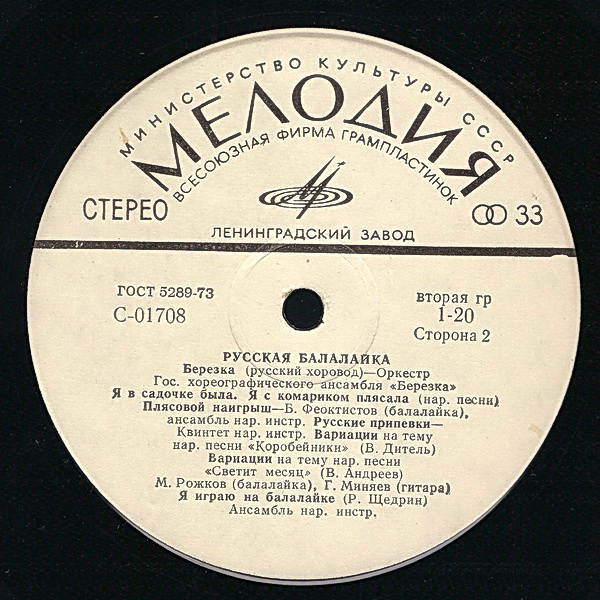 МИНИСТЕРСТВО КУЛЬТУРЫ СССР
МЕЛОДИЯ
ВСЕСОЮЗНАЯ ФИРМА ГРАМПЛАСТИНОК
СТЕРЕО
33
ЛЕНИНГРАДСКИЙ ЗАВОД
ГОСТ 5289-73
С-01708
вторая гр
1-20
Сторона 2
РУССКАЯ БАЛАЛАЙКА
Березка (русский хоровод)—Оркестр
Гос. хореографического ансамбля «Березка»
Я в садочке была. Я с комариком плясала (нар. песни)
Плясовой наигрыш—Б. Феоктистов (балалайка),
ансамбль нар. инстр. Русские припевки—
Квинтет нар. инстр. Вариации на тему
нар. песни «Коробейники» (В. Дитель)
Вариации на тему нар. песни
«Светит месяц» (В. Андреев)
М. Рожков (балалайка), Г. Миняев (гитара)
Я играю на балалайке (Р. Щедрин)
Ансамбль нар. инстр.